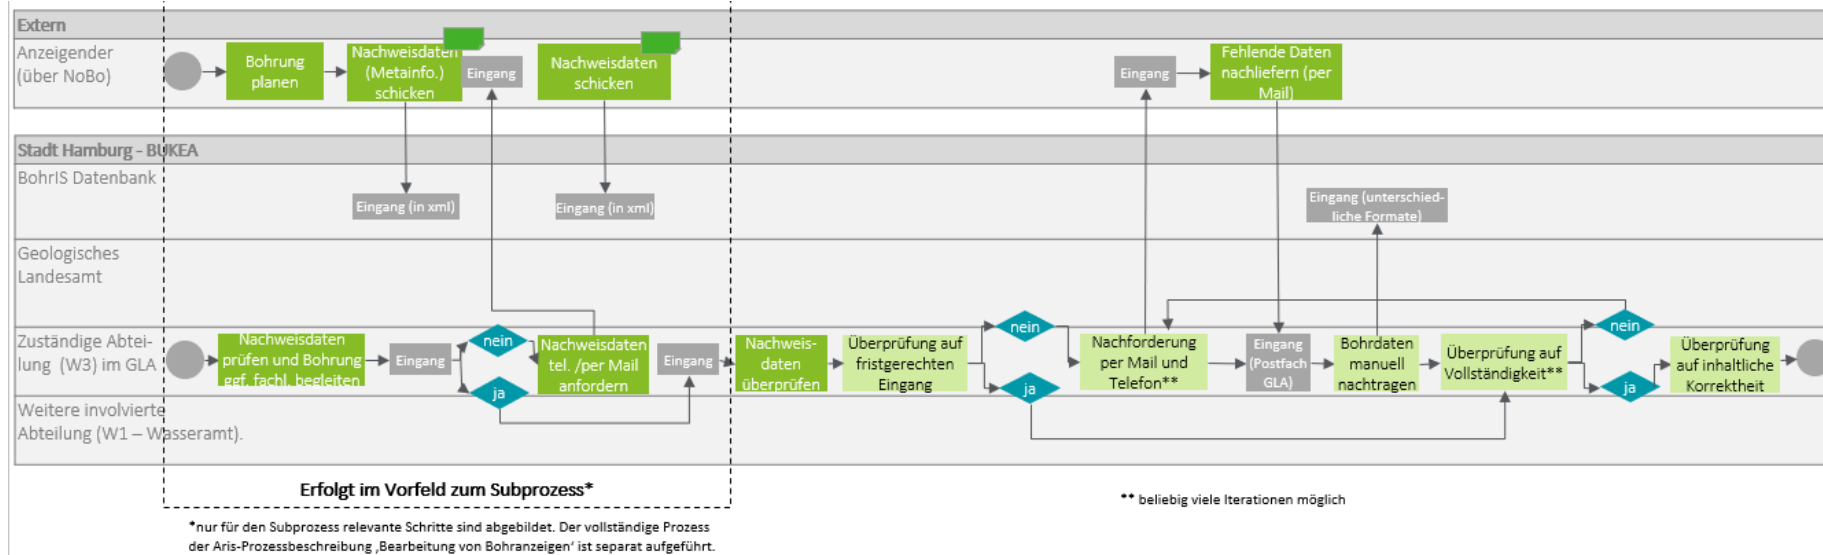 Extern
Anzeigender
(über NoBo)
Bohrung
planen
Nachweisdaten
(Metainfo.)
schicken
Eingang
Nachweisdaten
schicken
Eingang
Fehlende Daten
nachliefern (per
Mail)
Stadt Hamburg - BUKEA
BohrIS Datenbank
Eingang (in xml)
Eingang (in xml)
Eingang (unterschied-
liche Formate)
Geologisches
Landesamt
Zuständige Abtei-
lung (W3) im GLA
Nachweisdaten
prüfen und Bohrung
ggf. fachl. begleiten
Eingang
nein
ja
Nachweisdaten
tel. /per Mail
anfordern
Eingang
Nachweis-
daten
überprüfen
Überprüfung auf
fristgerechten
Eingang
nein
ja
Nachforderung
per Mail und
Telefon**
Eingang
(Postfach
GLA)
Bohrdaten
manuell
nachtragen
Überprüfung auf
Vollständigkeit**
nein
ja
Überprüfung
auf inhaltliche
Korrektheit
Weitere involvierte
Abteilung (W1 – Wasseramt).
Erfolgt im Vorfeld zum Subprozess*
** beliebig viele Iterationen möglich
*nur für den Subprozess relevante Schritte sind abgebildet. Der vollständige Prozess
der Aris-Prozessbeschreibung ‚Bearbeitung von Bohranzeigen' ist separat aufgeführt.